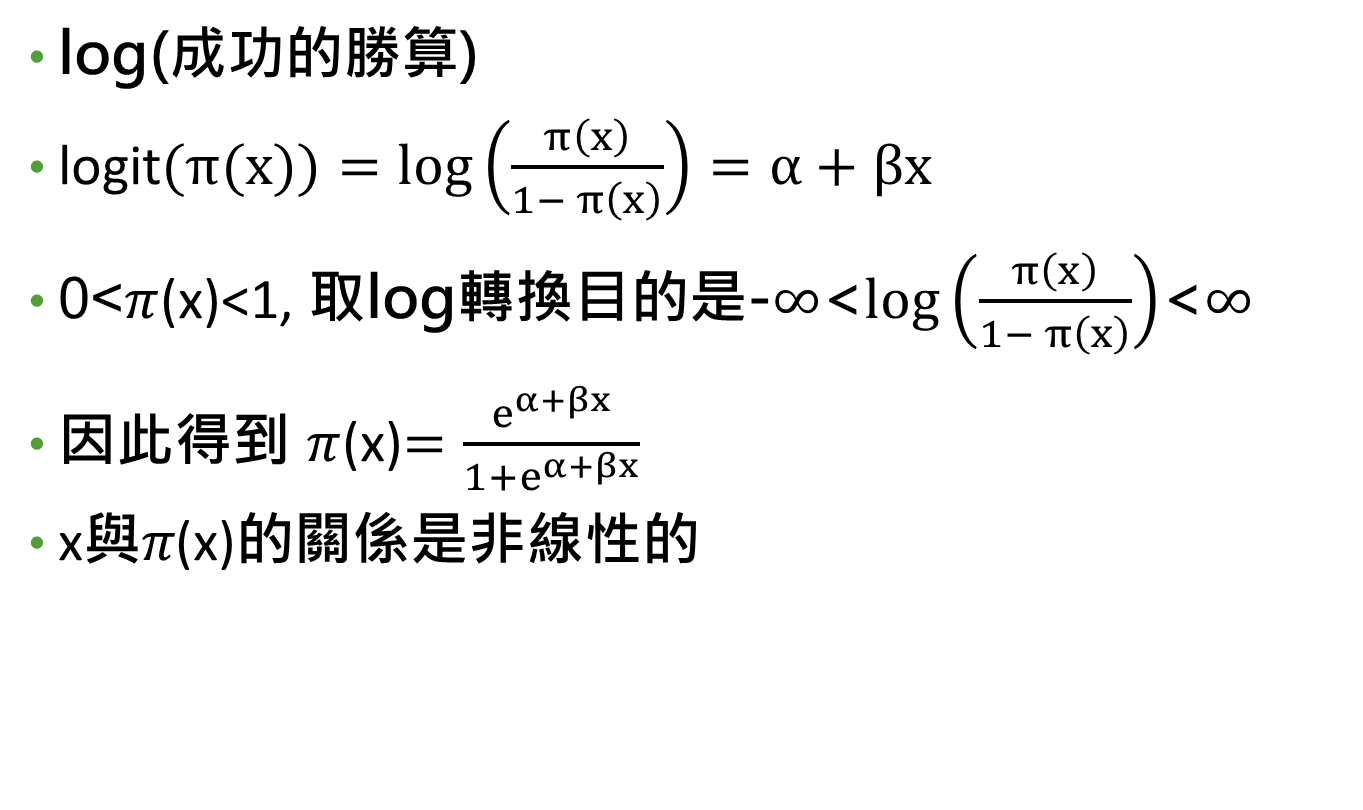 • log(成功的勝算)
• logit(π(x)) = log(π(x)/(1− π(x))) = α + βx
• 0<π(x)<1, 取log轉換目的是-∞<log(π(x)/(1− π(x)))<∞
• 因此得到 π(x)= e^(α+βx)/(1+e^(α+βx))
• x與π(x)的關係是非線性的